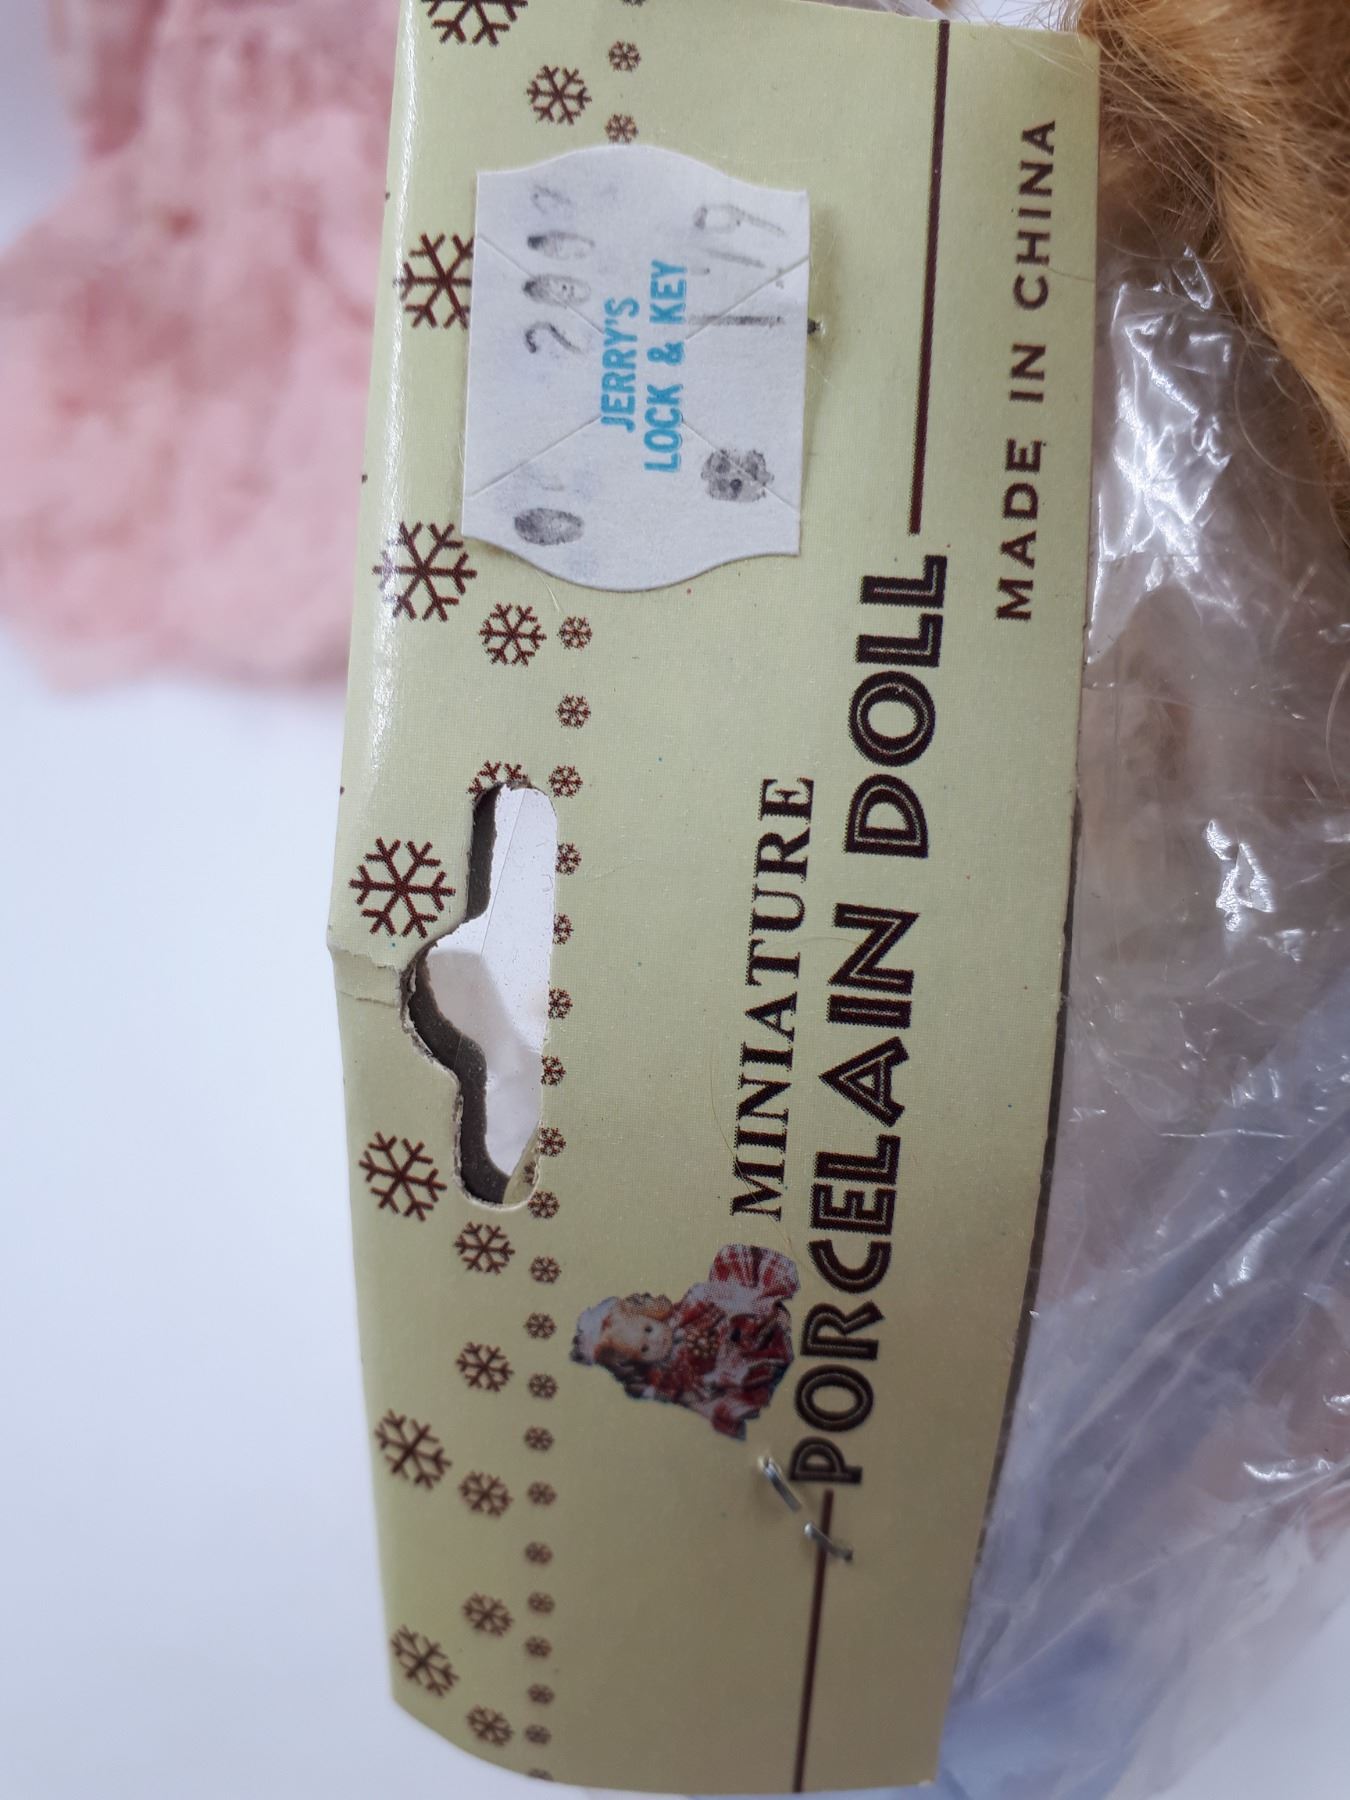 JERRY'S
LOCK & KEY
MINIATURE
PORCELAIN DOLL
MADE IN CHINA